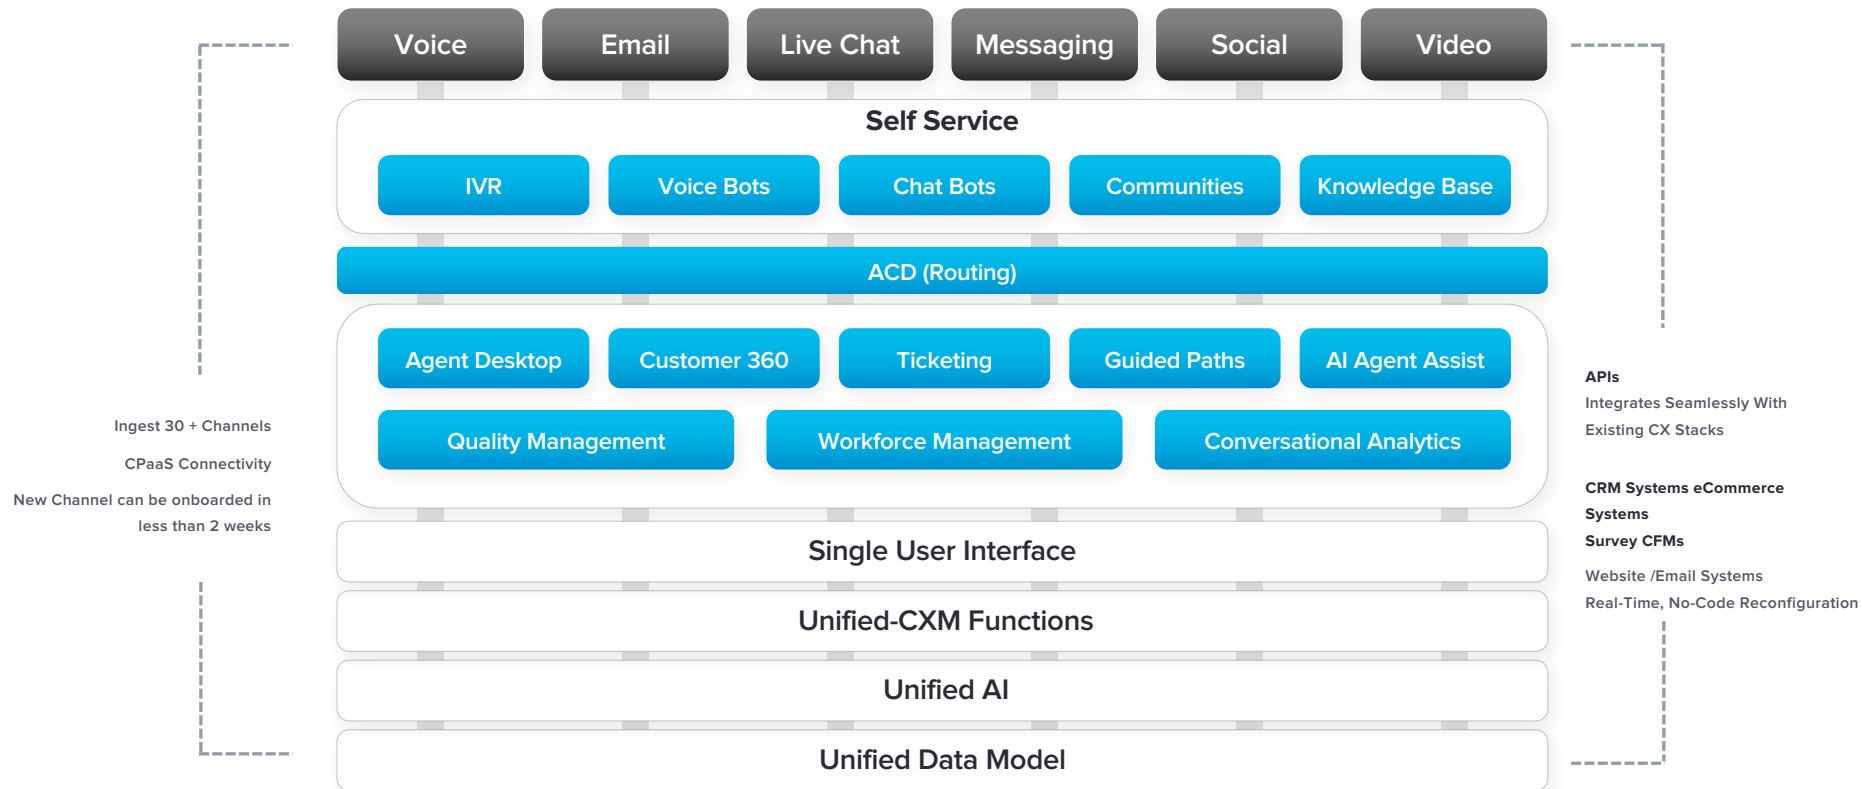 Voice
Email
Live Chat
Messaging
Social
Video
Self Service
IVR
Voice Bots
Chat Bots
Communities
Knowledge Base
ACD (Routing)
Agent Desktop
Customer 360
Ticketing
Guided Paths
AI Agent Assist
Quality Management
Workforce Management
Conversational Analytics
Single User Interface
Unified-CXM Functions
Unified AI
Unified Data Model
Ingest 30 + Channels
CPaaS Connectivity
New Channel can be onboarded in
less than 2 weeks
APIs
Integrates Seamlessly With
Existing CX Stacks
CRM Systems eCommerce
Systems
Survey CFMs
Website /Email Systems
Real-Time, No-Code Reconfiguration